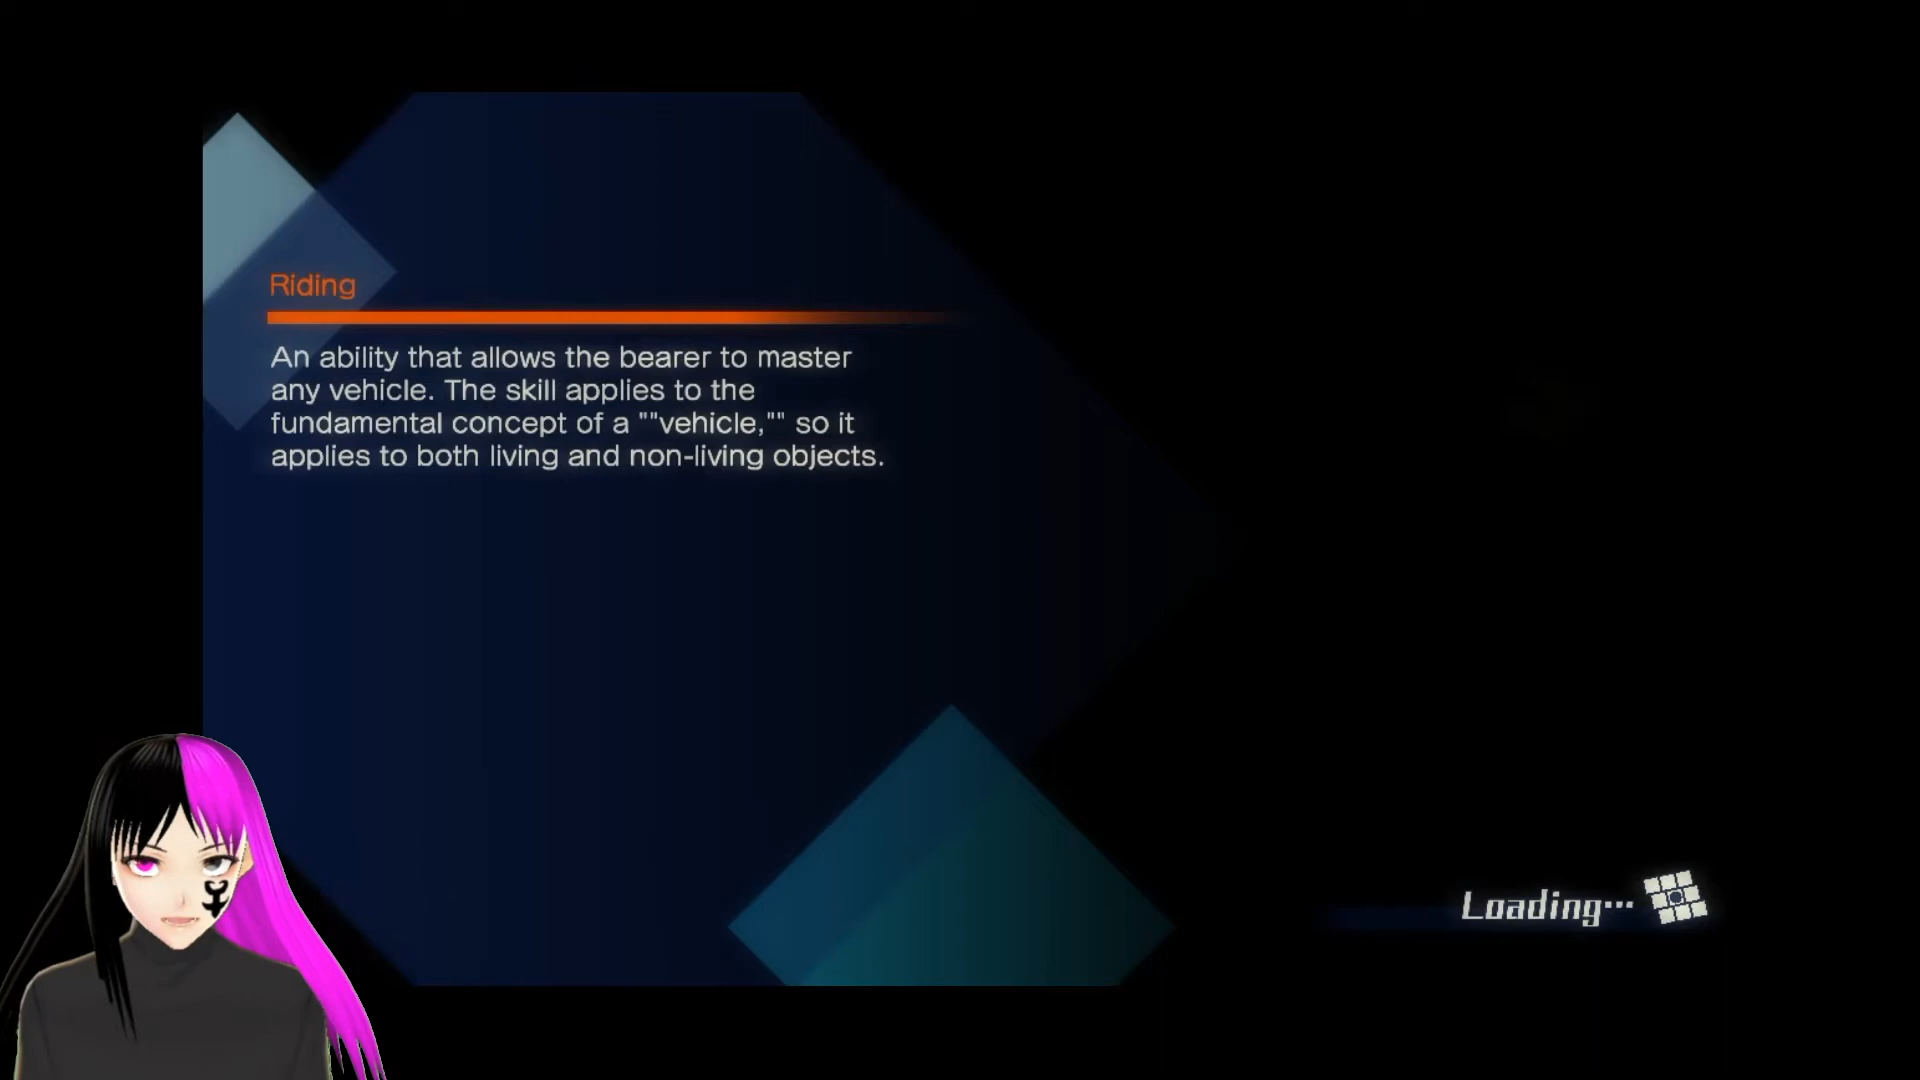 Riding
An ability that allows the bearer to master
any vehicle. The skill applies to the
fundamental concept of a ""vehicle,"" so it
applies to both living and non-living objects.
Loading…